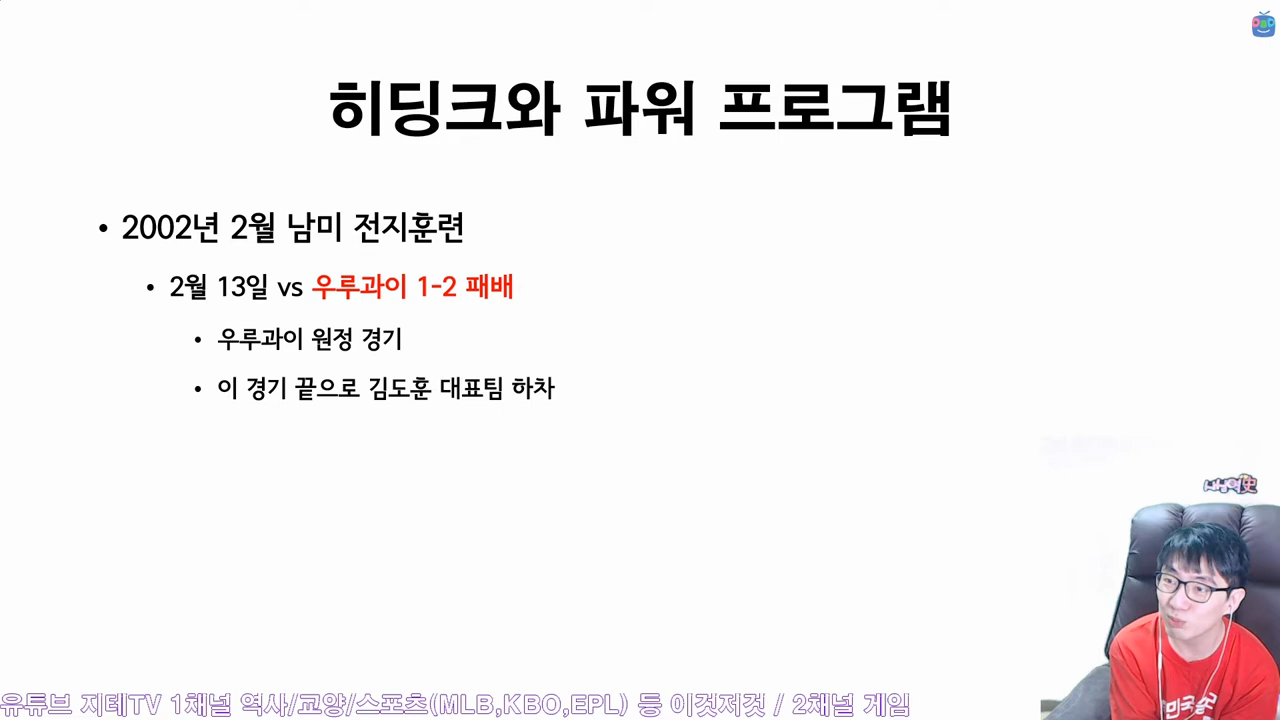 히딩크와 파워 프로그램
• 2002년 2월 남미 전지훈련
• 2월 13일 vs 우루과이 1-2 패배
• 우루과이 원정 경기
• 이 경기 끝으로 김도훈 대표팀 하차
유튜브 지테TV 1채널 역사/교양/스포츠(MLB,KBO,EPL) 등 이것저것 / 2채널 게임